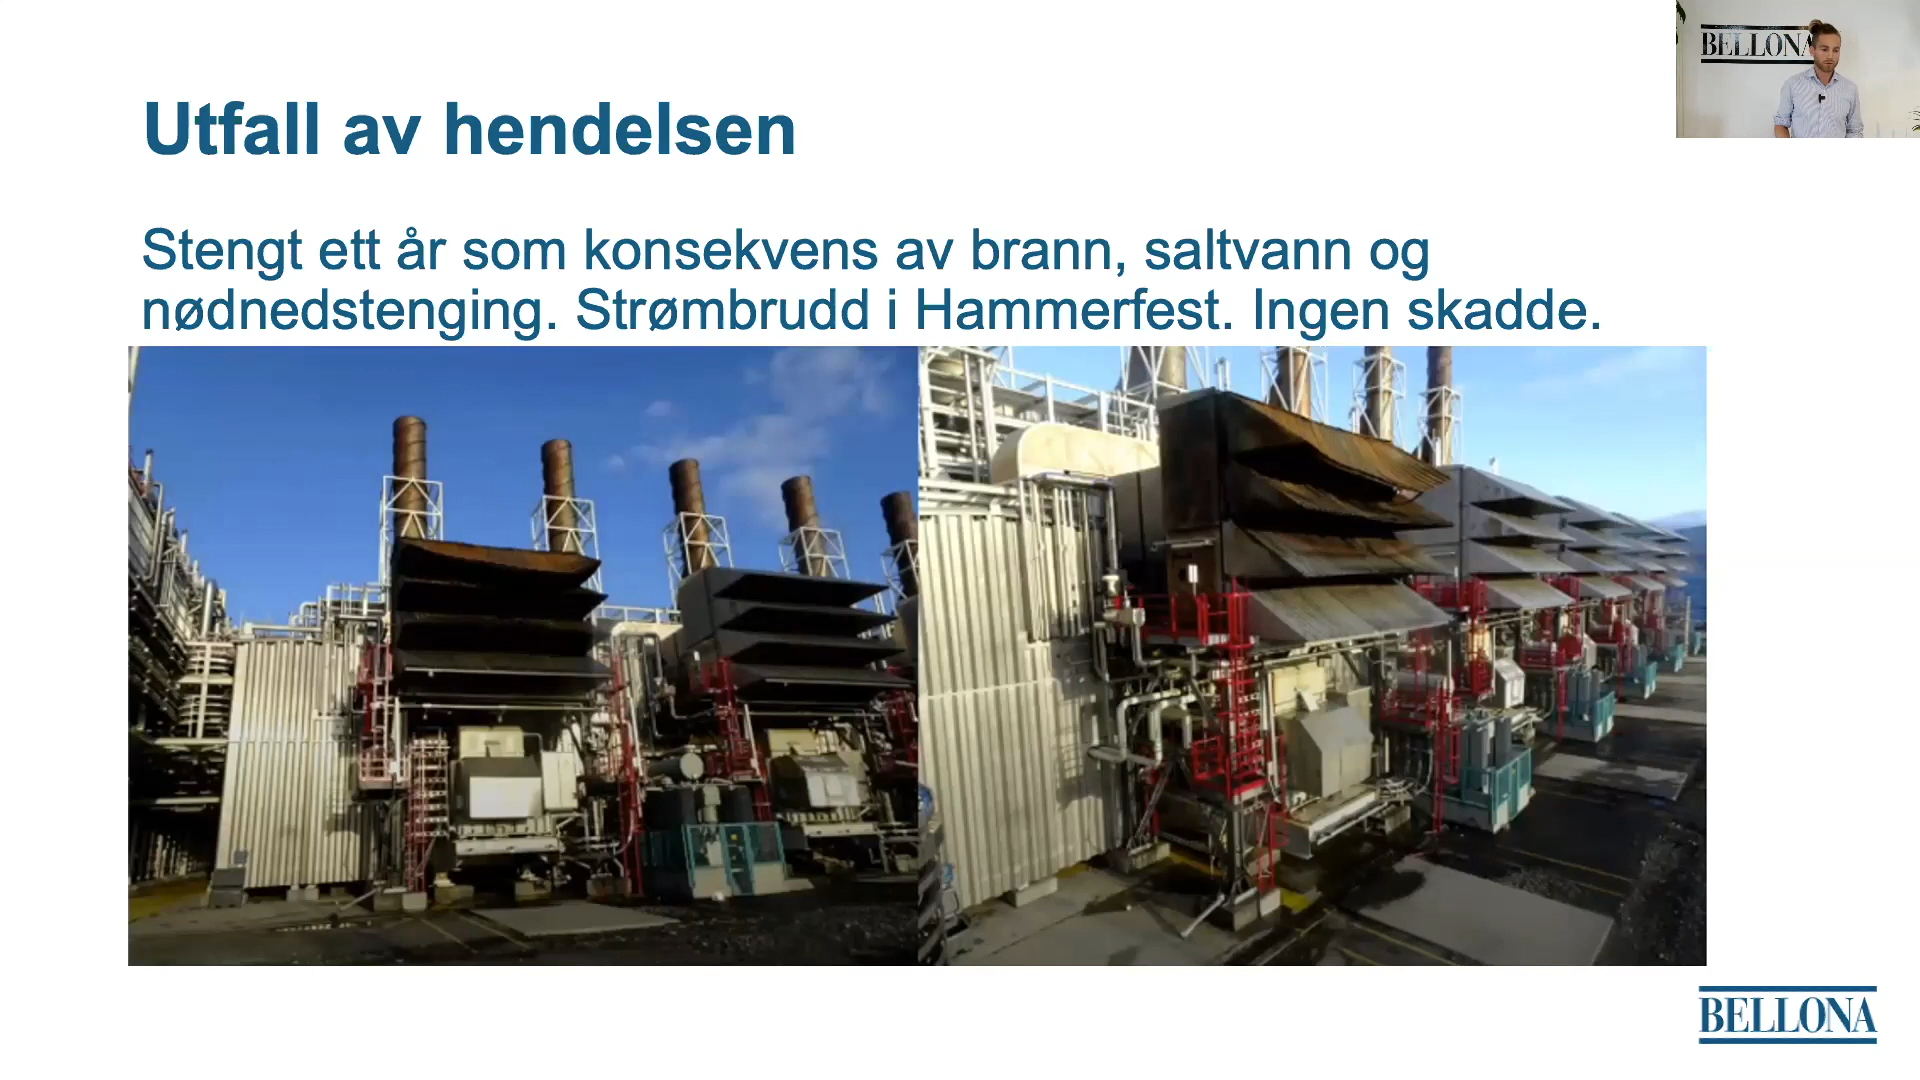 BELLONA
Utfall av hendelsen
Stengt ett år som konsekvens av brann, saltvann og
nødnedstenging. Strømbrudd i Hammerfest. Ingen skadde.
BELLONA